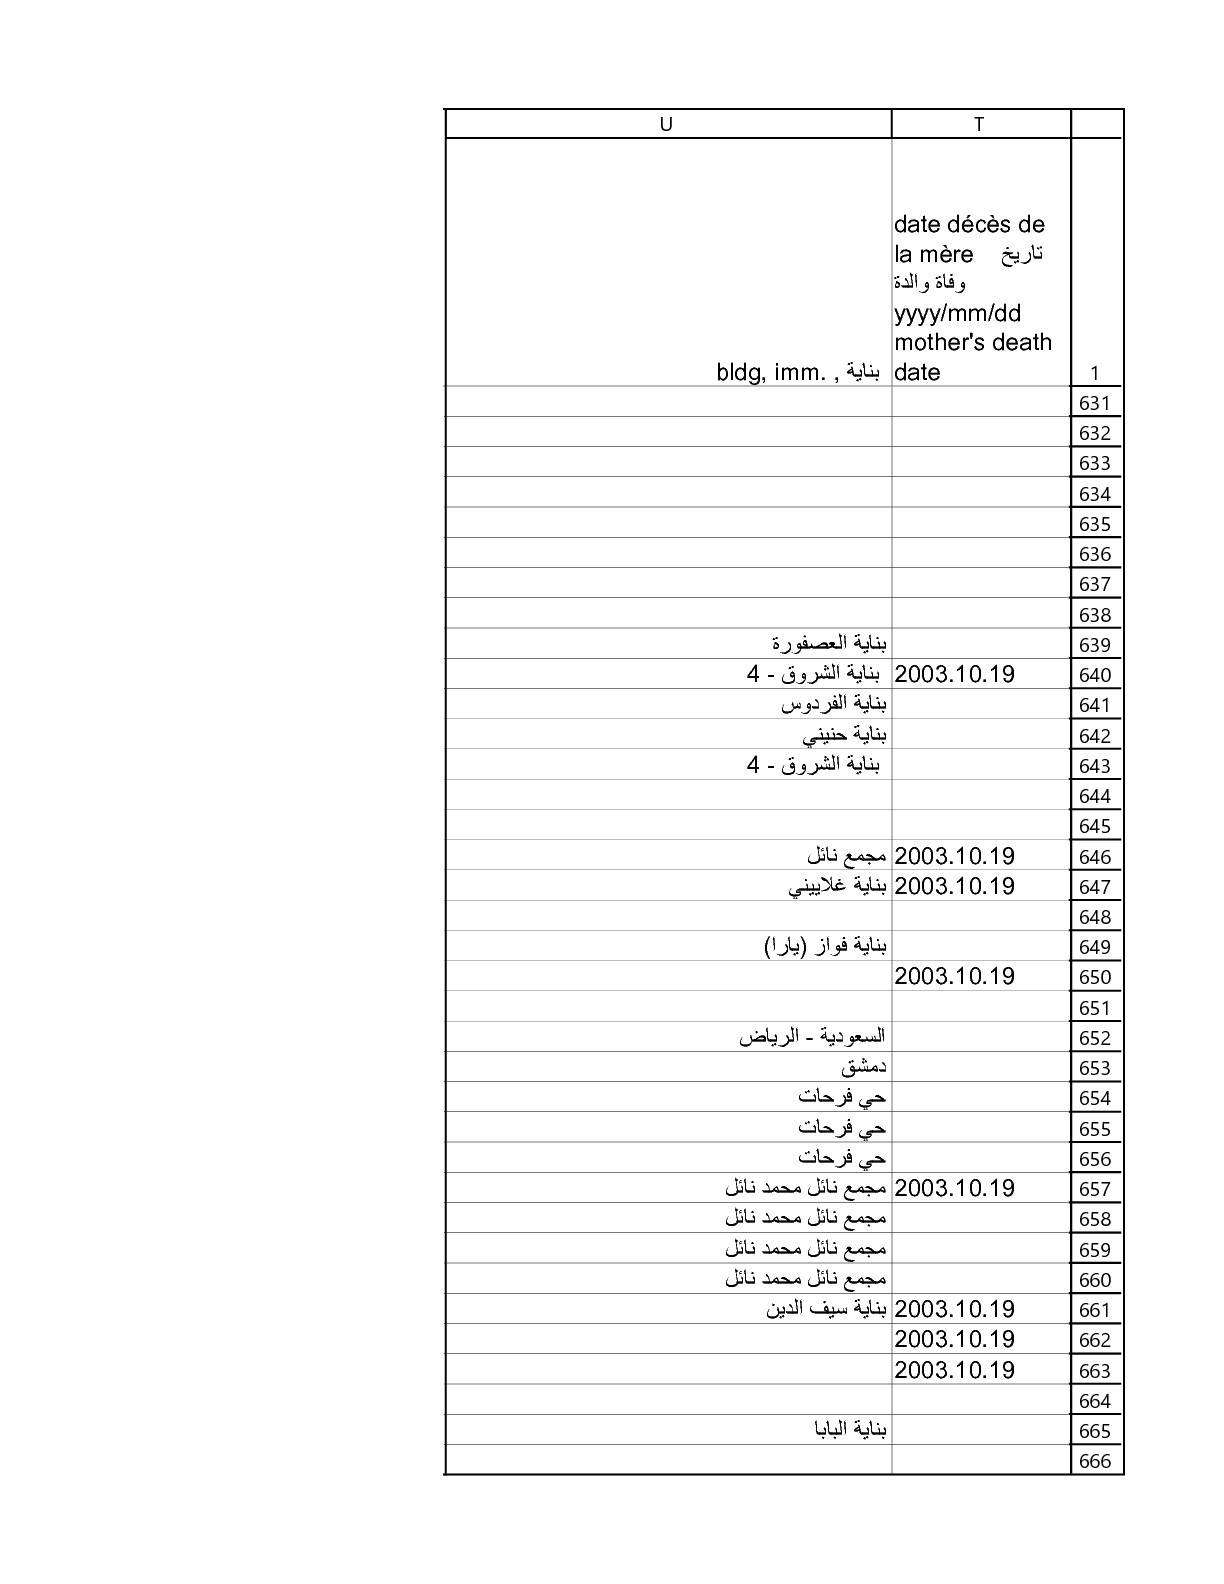 U T
date décès de
la mère تاريخ
وفاة والدة
yyyy/mm/dd
mother's death
bldg, imm. , بناية date 1
631
632
633
634
635
636
637
638
بناية العصفورة 639
بناية الشروق - 4 2003.10.19 640
بناية الفردوس 641
بناية حنيني 642
بناية الشروق - 4 643
644
645
مجمع نائل 2003.10.19 646
بناية غلاييني 2003.10.19 647
648
بناية فواز (يارا) 649
2003.10.19 650
651
السعودية - الرياض 652
دمشق 653
حي فرحات 654
حي فرحات 655
حي فرحات 656
مجمع نائل محمد نائل 2003.10.19 657
مجمع نائل محمد نائل 658
مجمع نائل محمد نائل 659
مجمع نائل محمد نائل 660
بناية سيف الدين 2003.10.19 661
2003.10.19 662
2003.10.19 663
664
بناية البابا 665
666